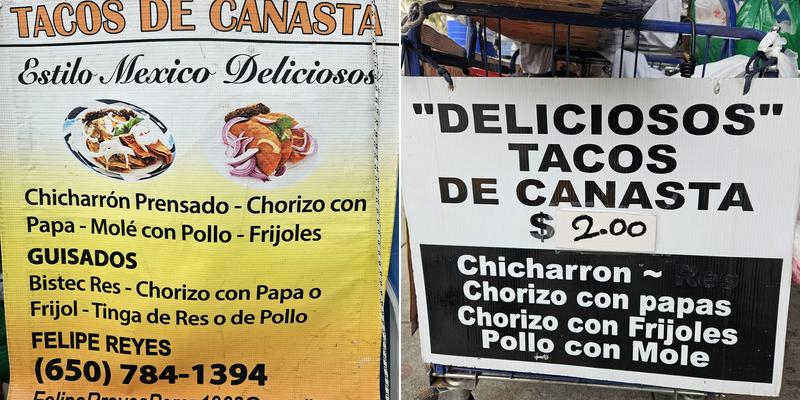 TACOS DE CANASTA
Estilo Mexico Deliciosos
Chicharrón Prensado - Chorizo con
Papa - Molé con Pollo - Frijoles
GUISADOS
Bistec Res - Chorizo con Papa o
Frijol - Tinga de Res o de Pollo
FELIPE REYES
(650) 784-1394
"DELICIOSOS"
TACOS
DE CANASTA
$ 2.00
Chicharron ~ Res
Chorizo con papas
Chorizo con Frijoles
Pollo con Mole